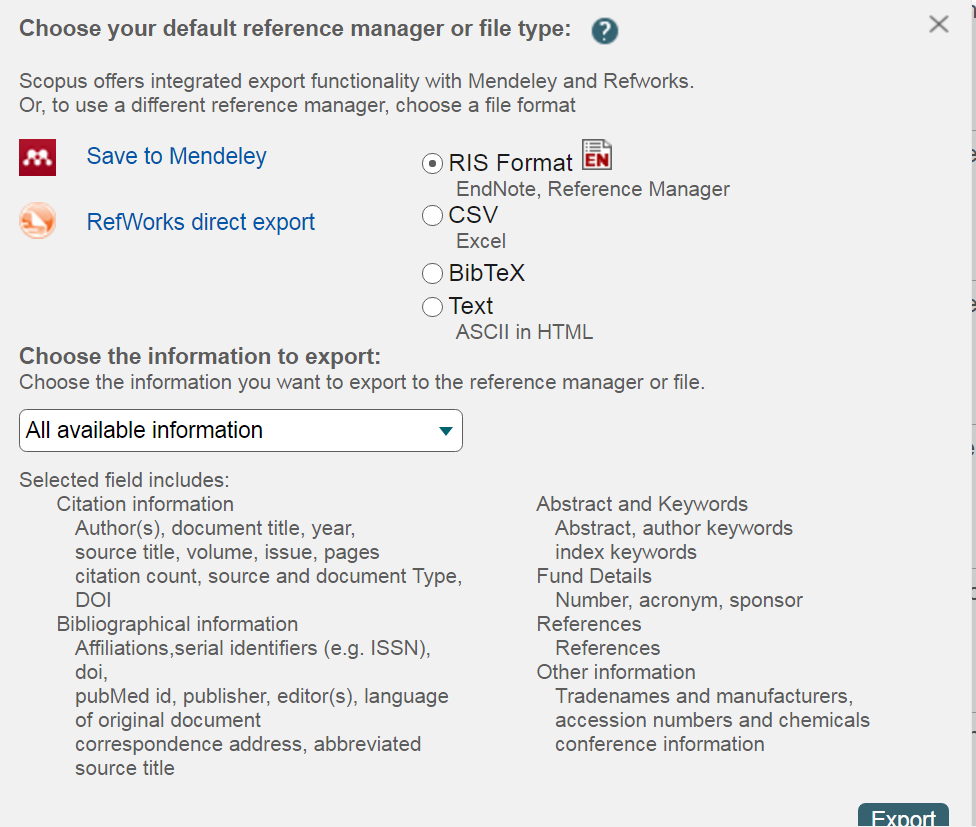 Choose your default reference manager or file type: ?
Scopus offers integrated export functionality with Mendeley and Refworks.
Or, to use a different reference manager, choose a file format
Save to Mendeley
RefWorks direct export
RIS Format EN
EndNote, Reference Manager
CSV
Excel
BibTeX
Text
ASCII in HTML
Choose the information to export:
Choose the information you want to export to the reference manager or file.
All available information
Selected field includes:
Citation information
Author(s), document title, year,
source title, volume, issue, pages
citation count, source and document Type,
DOI
Bibliographical information
Affiliations,serial identifiers (e.g. ISSN),
doi,
pubMed id, publisher, editor(s), language
of original document
correspondence address, abbreviated
source title
Abstract and Keywords
Abstract, author keywords
index keywords
Fund Details
Number, acronym, sponsor
References
References
Other information
Tradenames and manufacturers,
accession numbers and chemicals
conference information
Export